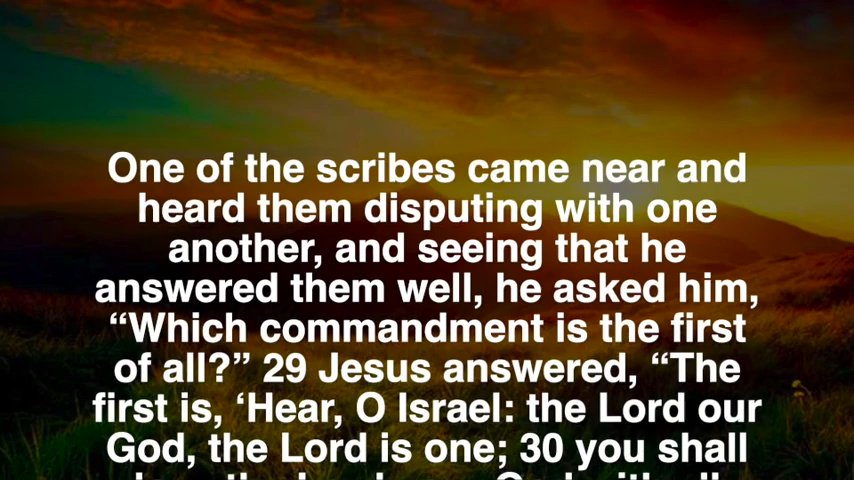 One of the scribes came near and
heard them disputing with one
another, and seeing that he
answered them well, he asked him,
“Which commandment is the first
of all?” 29 Jesus answered, “The
first is, ‘Hear, O Israel: the Lord our
God, the Lord is one; 30 you shall